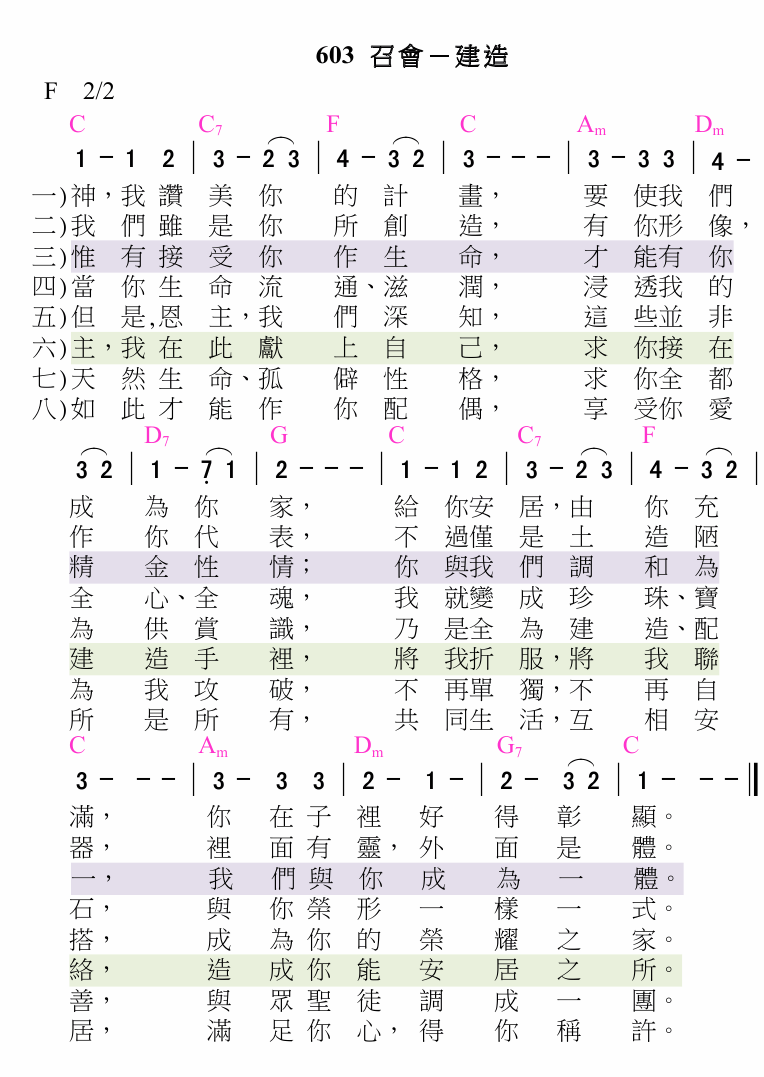 603 召會－建造
F 2/2
C C7 F C Am Dm
1 - 1 2 | 3 - 2 3 | 4 - 3 2 | 3 - - - | 3 - 3 3 | 4 -
一)神，我讚美你的計畫，要使我們
二)我們雖是你所創造，有你形像，
三)惟有接受你作生命，才能有你
四)當你生命流通、滋潤，浸透我的
五)但是,恩主，我們深知，這些並非
六)主，我在此獻上自己，求你接在
七)天然生命、孤僻性格，求你全都
八)如此才能作你配偶，享受你愛
D7 G C C7 F
3 2 | 1 - 7̣ 1 | 2 - - - | 1 - 1 2 | 3 - 2 3 | 4 - 3 2 |
成為你家，給你安居，由你充
作你代表，不過僅是土造陋
精金性情；你與我們調和為
全心、全魂，我就變成珍珠、寶
為供賞識，乃是全為建造、配
建造手裡，將我折服，將我聯
為我攻破，不再單獨，不再自
所是所有，共同生活，互相安
C Am Dm G7 C
3 - - - | 3 - 3 3 | 2 - 1 - | 2 - 3 2 | 1 - - - ‖
滿，你在子裡好得彰顯。
器，裡面有靈，外面是體。
一，我們與你成為一體。
石，與你榮形一樣一式。
搭，成為你的榮耀之家。
絡，造成你能安居之所。
善，與眾聖徒調成一團。
居，滿足你心，得你稱許。